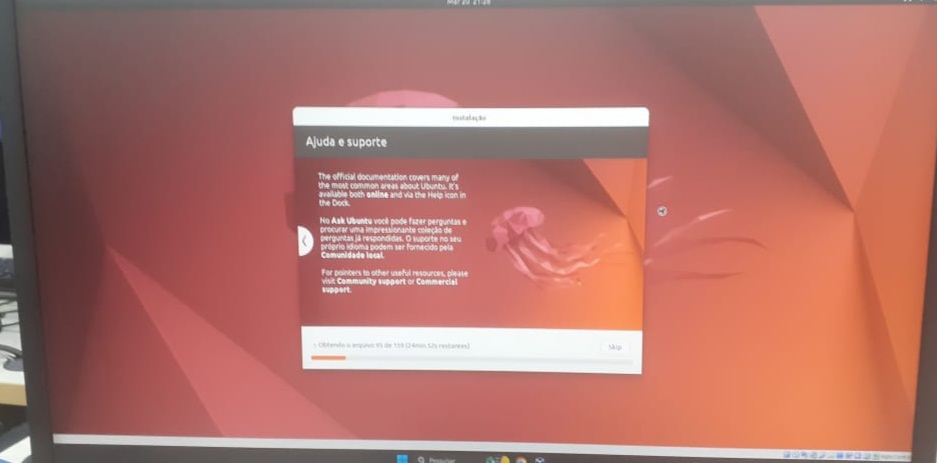 Mar 20 21:28
Instalação
Ajuda e suporte
The official documentation covers many of
the most common areas about Ubuntu. It's
available both online and via the Help icon in
the Dock.
No Ask Ubuntu você pode fazer perguntas e
procurar uma impressionante coleção de
perguntas já respondidas. O suporte no seu
próprio idioma podem ser fornecido pela
Comunidade local.
For pointers to other useful resources, please
visit Community support or Commercial
support.
Obtendo o arquivo 95 de 139 (24min 52s restantes)
Skip
Pesquisar